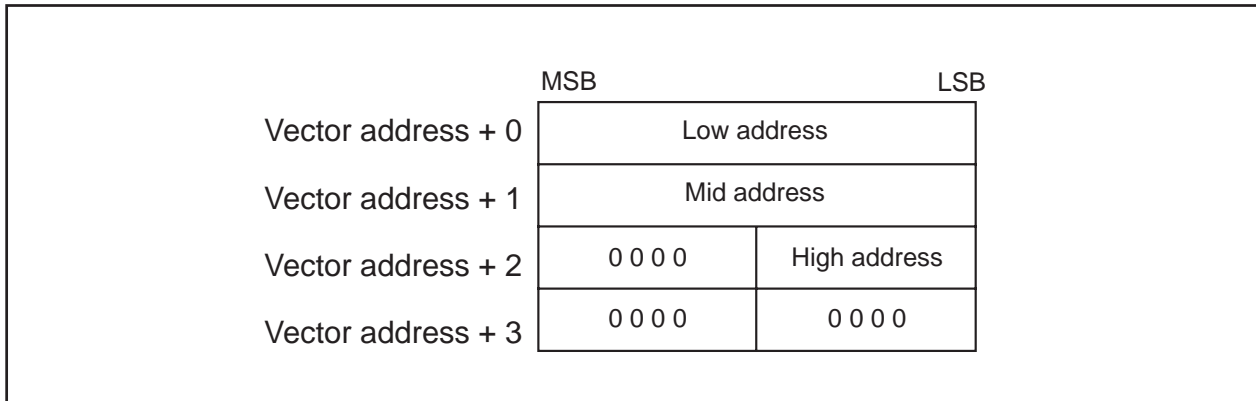 MSB LSB
Vector address + 0 Low address
Vector address + 1 Mid address
Vector address + 2 0 0 0 0 High address
Vector address + 3 0 0 0 0 0 0 0 0